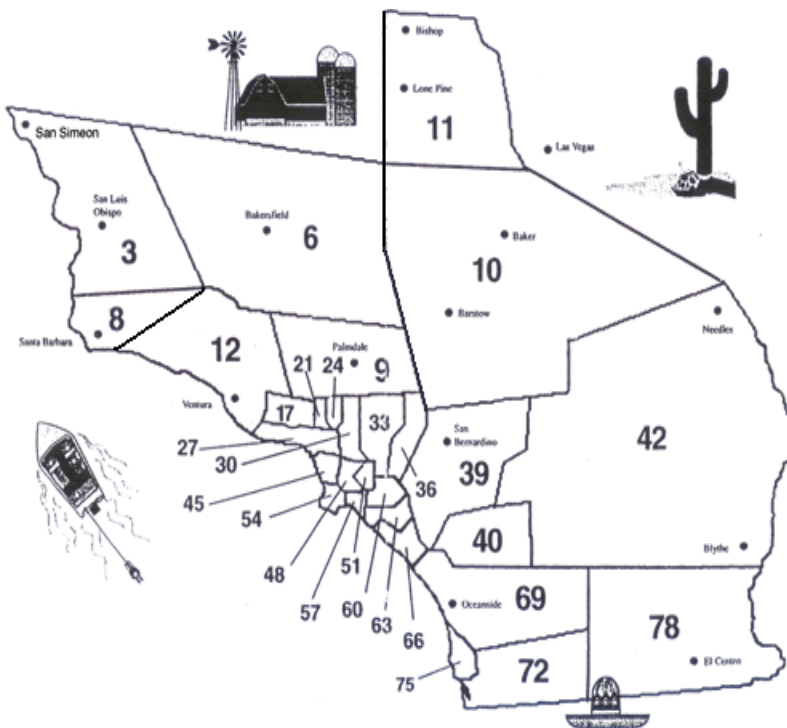 Bishop
Lone Pine
11
Las Vegas
San Simeon
San Luis
Obispo
3
Bakersfield
6
Baker
10
Barstow
Needles
8
Santa Barbara
12
Palmdale
9
21
24
Ventura
17
33
27
30
San
Bernardino
42
39
36
45
54
40
Blythe
48
51
57
60
63
66
Oceanside
69
78
75
72
El Centro